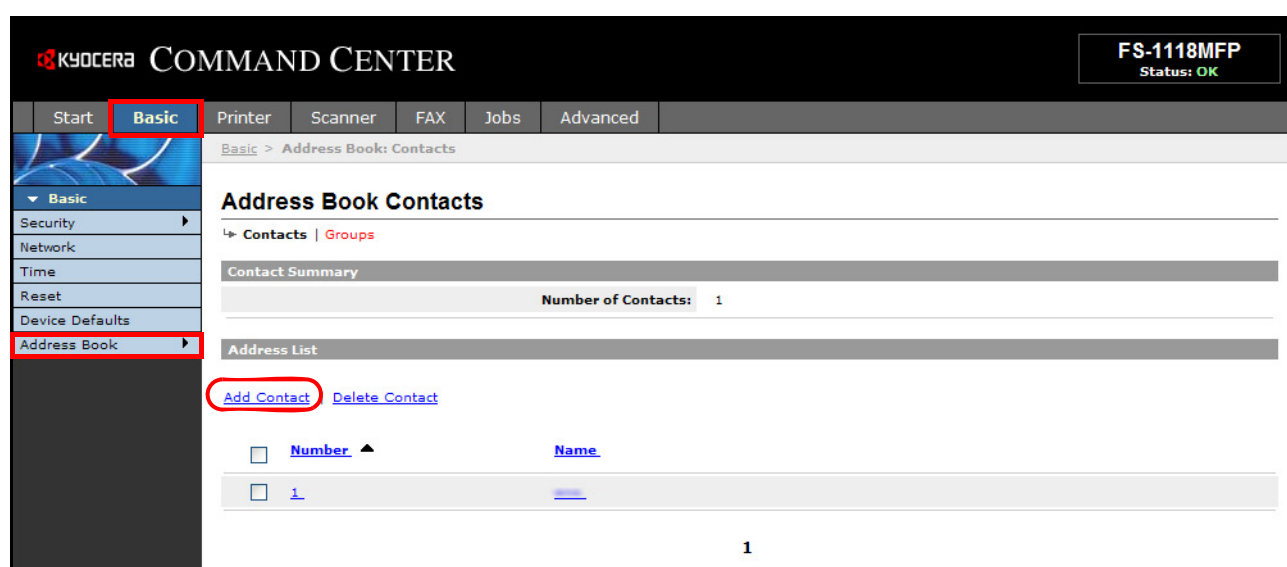 KYOCERA COMMAND CENTER
FS-1118MFP
Status: OK
Start Basic Printer Scanner FAX Jobs Advanced
Basic > Address Book: Contacts
Basic
Security
Network
Time
Reset
Device Defaults
Address Book
Address Book Contacts
Contacts | Groups
Contact Summary
Number of Contacts: 1
Address List
Add Contact | Delete Contact
Number Name
1
1